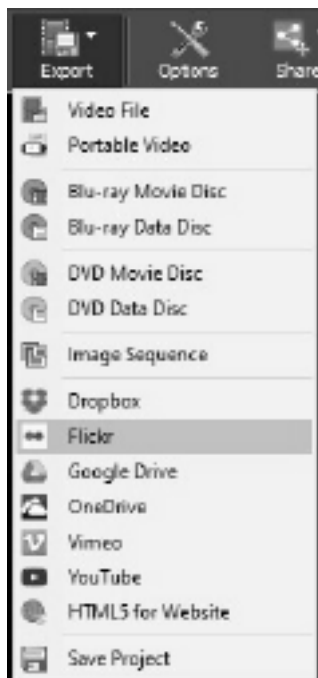 Export Options Share
Video File
Portable Video
Blu-ray Movie Disc
Blu-ray Data Disc
DVD Movie Disc
DVD Data Disc
Image Sequence
Dropbox
Flickr
Google Drive
OneDrive
Vimeo
YouTube
HTML5 for Website
Save Project